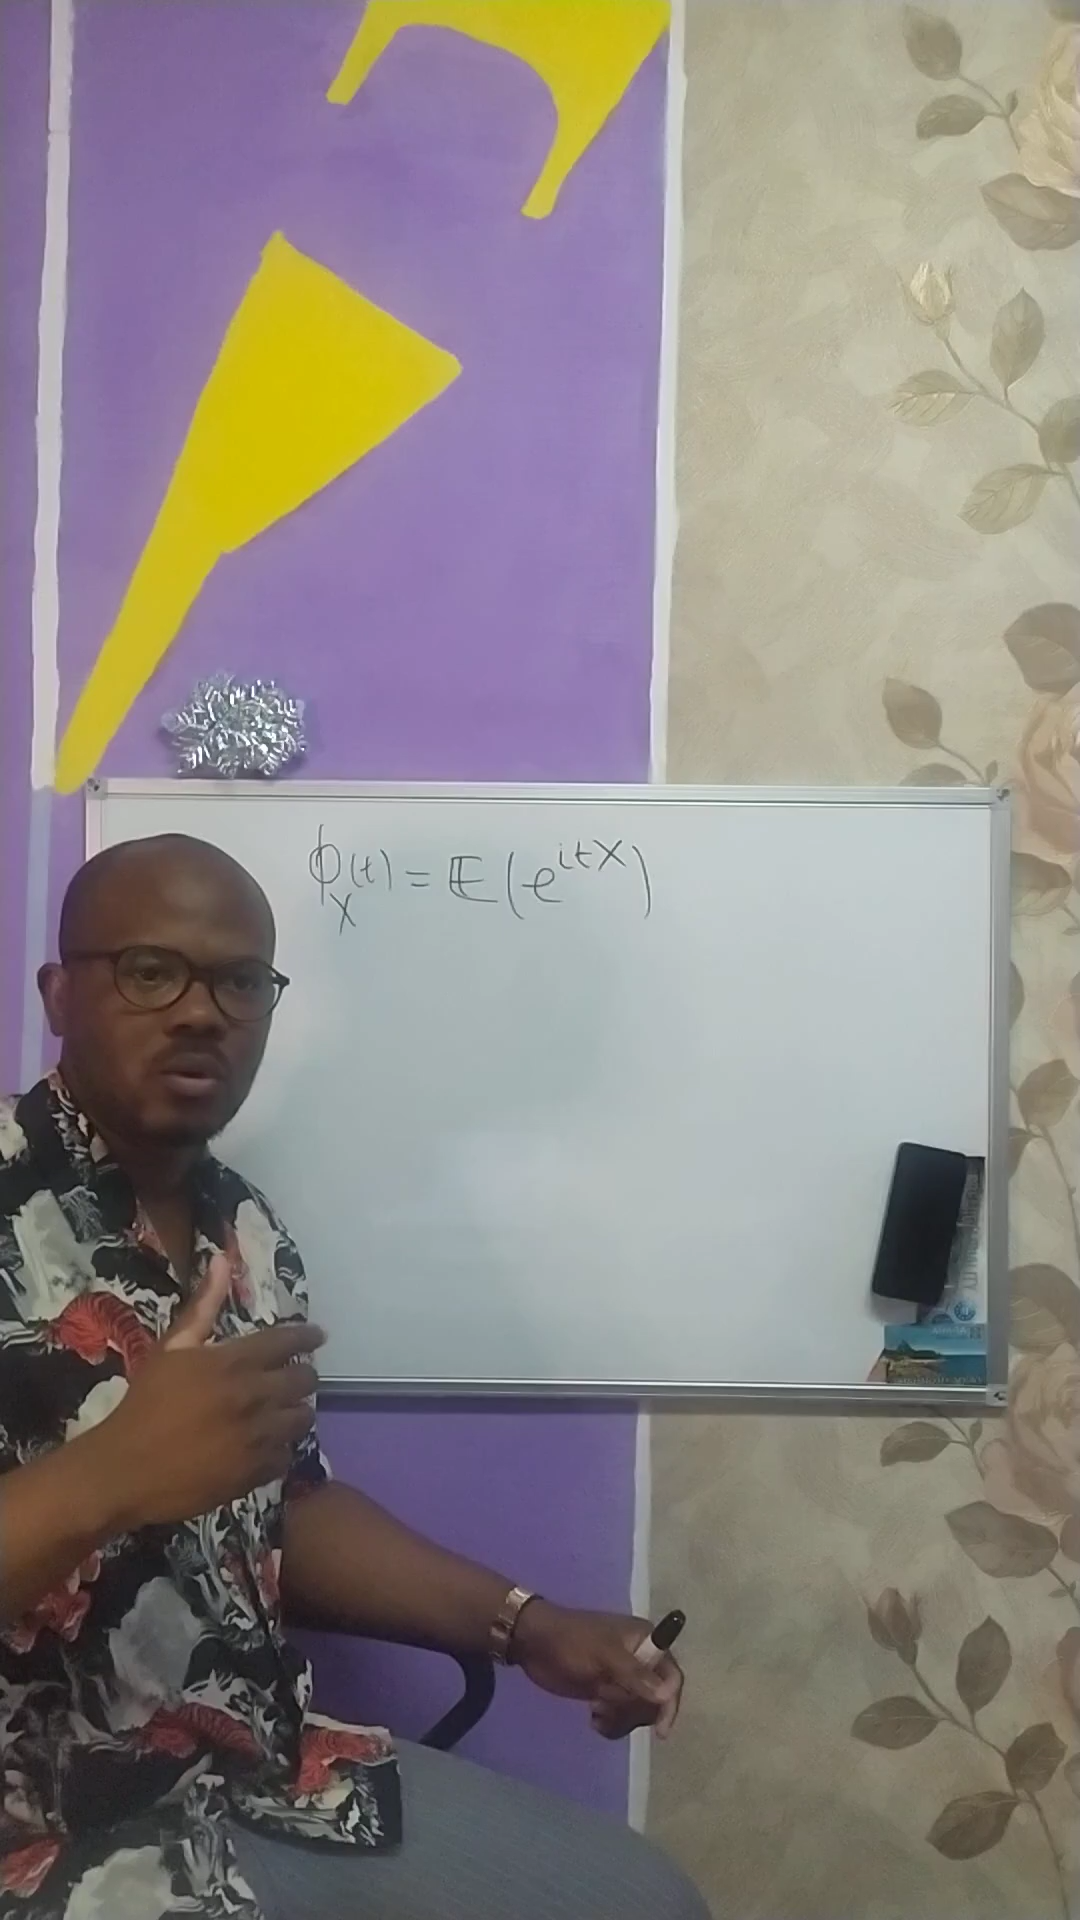 ϕ_X(t) = 𝔼(e^{itX})